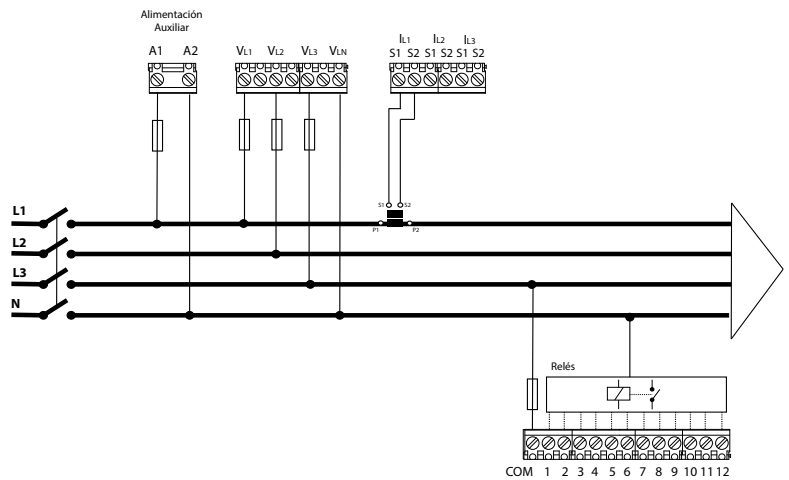 Alimentación
Auxiliar
A1 A2
VL1 VL2 VL3 VLN
IL1 IL2 IL3
S1 S2 S1 S2 S1 S2
S1 S2
P1 P2
L1
L2
L3
N
Relés
COM 1 2 3 4 5 6 7 8 9 10 11 12